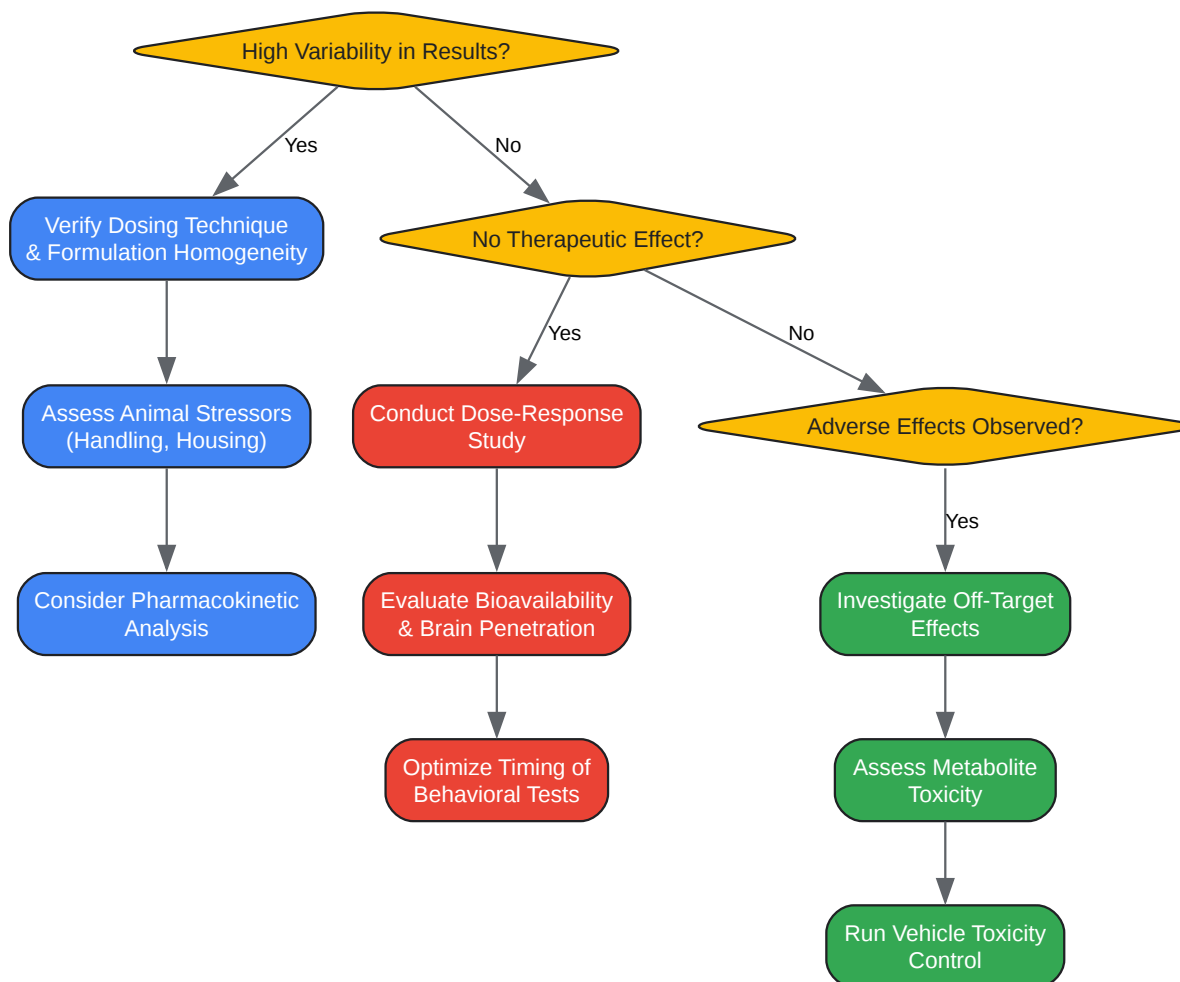 High Variability in Results?
Yes
No
Verify Dosing Technique
& Formulation Homogeneity
No Therapeutic Effect?
Yes
No
Assess Animal Stressors
(Handling, Housing)
Conduct Dose-Response
Study
Adverse Effects Observed?
Yes
Consider Pharmacokinetic
Analysis
Evaluate Bioavailability
& Brain Penetration
Investigate Off-Target
Effects
Optimize Timing of
Behavioral Tests
Assess Metabolite
Toxicity
Run Vehicle Toxicity
Control